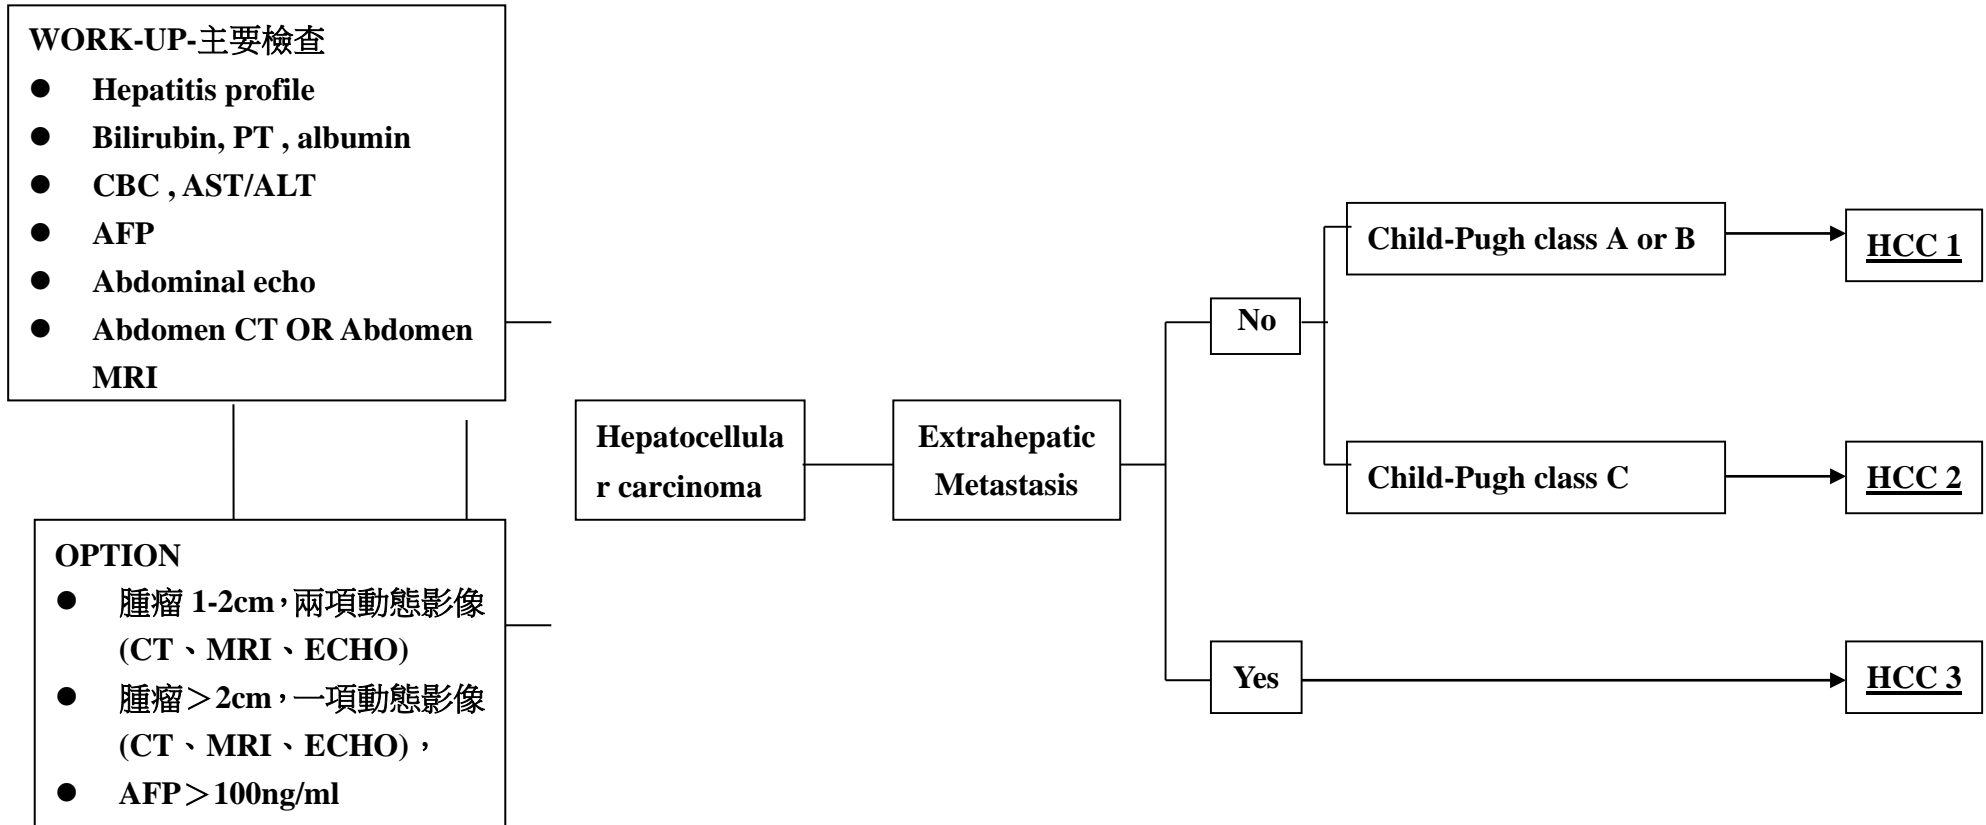 WORK-UP-主要檢查
● Hepatitis profile
● Bilirubin, PT , albumin
● CBC , AST/ALT
● AFP
● Abdominal echo
● Abdomen CT OR Abdomen
MRI
OPTION
● 腫瘤 1-2cm，兩項動態影像
(CT、MRI、ECHO)
● 腫瘤＞2cm，一項動態影像
(CT、MRI、ECHO)，
● AFP＞100ng/ml
Hepatocellula
r carcinoma
Extrahepatic
Metastasis
No
Child-Pugh class A or B
HCC 1
Child-Pugh class C
HCC 2
Yes
HCC 3